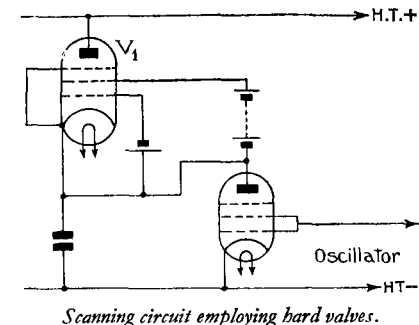 H.T.+
V1
Oscillator
HT−
Scanning circuit employing hard valves.